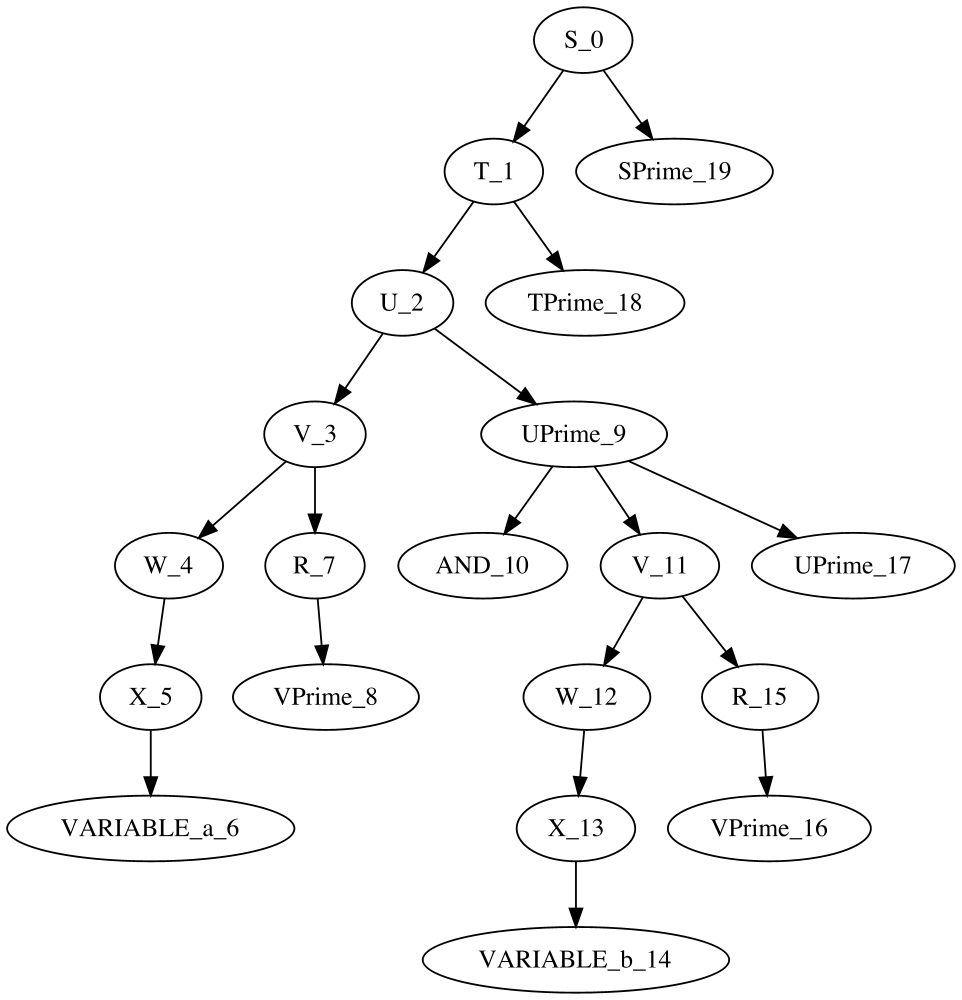 S_0
T_1
SPrime_19
U_2
TPrime_18
V_3
UPrime_9
W_4
R_7
AND_10
V_11
UPrime_17
X_5
VPrime_8
W_12
R_15
VARIABLE_a_6
X_13
VPrime_16
VARIABLE_b_14